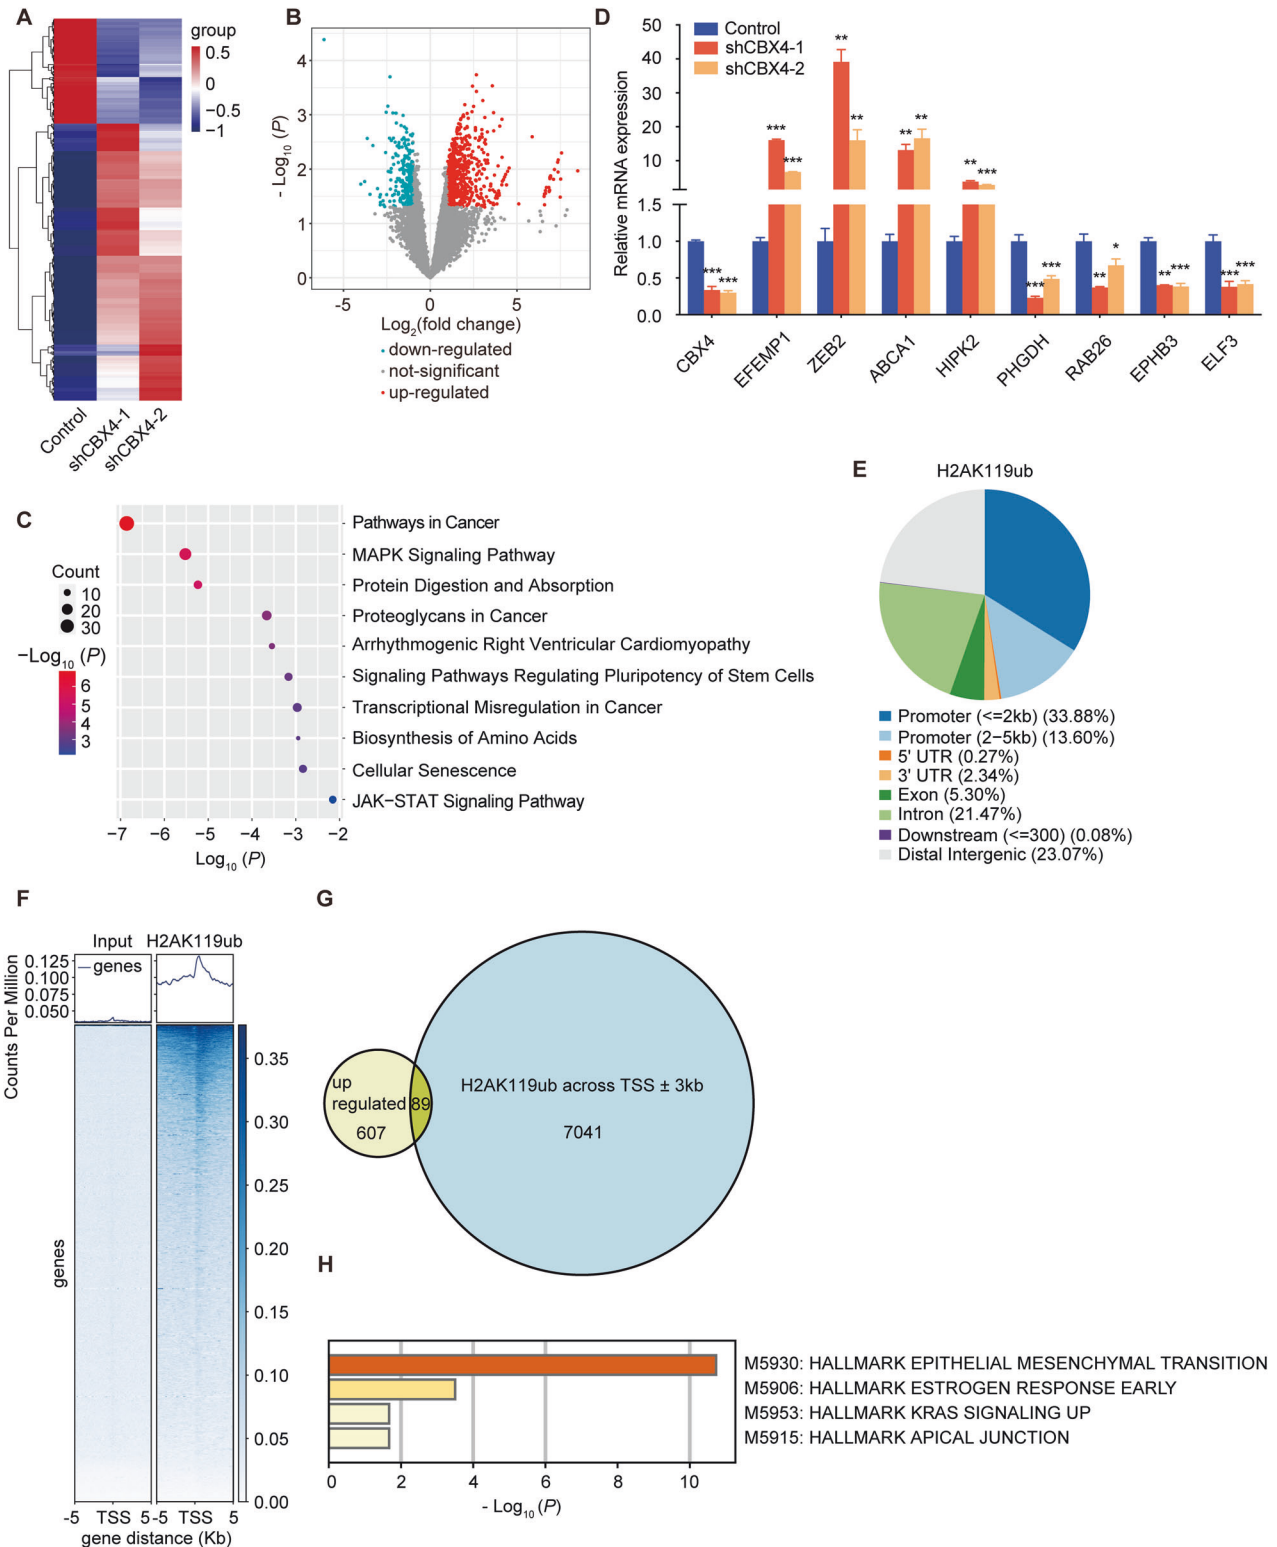 A
group
0.5
0
−0.5
−1
Control
shCBX4-1
shCBX4-2
B
- Log10 (P)
4
3
2
1
0
-5
0
5
Log2(fold change)
down-regulated
not-significant
up-regulated
D
Relative mRNA expression
50
40
30
20
10
1.5
1.0
0.5
0.0
Control
shCBX4-1
shCBX4-2
*** ***
*** ***
** **
** **
** ***
*** ***
** *
** ***
*** ***
CBX4
EFEMP1
ZEB2
ABCA1
HIPK2
PHGDH
RAB26
EPHB3
ELF3
C
Count
10
20
30
−Log10 (P)
6
5
4
3
Pathways in Cancer
MAPK Signaling Pathway
Protein Digestion and Absorption
Proteoglycans in Cancer
Arrhythmogenic Right Ventricular Cardiomyopathy
Signaling Pathways Regulating Pluripotency of Stem Cells
Transcriptional Misregulation in Cancer
Biosynthesis of Amino Acids
Cellular Senescence
JAK−STAT Signaling Pathway
−7 −6 −5 −4 −3 −2
Log10 (P)
E
H2AK119ub
Promoter (<=2kb) (33.88%)
Promoter (2−5kb) (13.60%)
5' UTR (0.27%)
3' UTR (2.34%)
Exon (5.30%)
Intron (21.47%)
Downstream (<=300) (0.08%)
Distal Intergenic (23.07%)
F
Input H2AK119ub
Counts Per Million
0.125
0.100
0.075
0.050
genes
genes
0.35
0.30
0.25
0.20
0.15
0.10
0.05
0.00
-5 TSS 5 -5 TSS 5
gene distance (Kb)
G
up
regulated
607
89
H2AK119ub across TSS ± 3kb
7041
H
M5930: HALLMARK EPITHELIAL MESENCHYMAL TRANSITION
M5906: HALLMARK ESTROGEN RESPONSE EARLY
M5953: HALLMARK KRAS SIGNALING UP
M5915: HALLMARK APICAL JUNCTION
0 2 4 6 8 10
- Log10 (P)